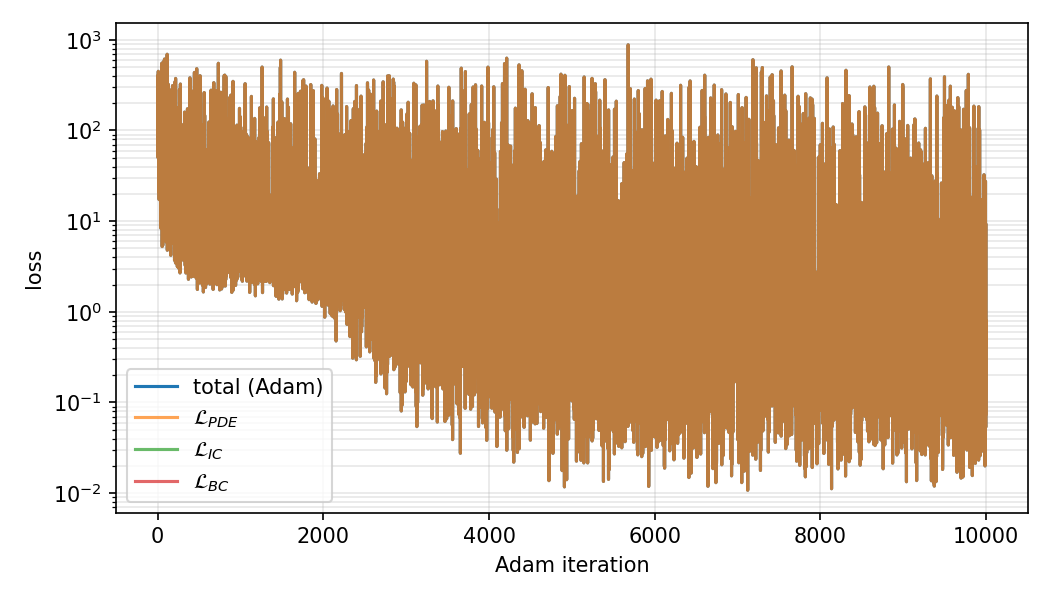 10³
10²
10¹
10⁰
10⁻¹
10⁻²
loss
total (Adam)
ℒ_PDE
ℒ_IC
ℒ_BC
0 2000 4000 6000 8000 10000
Adam iteration